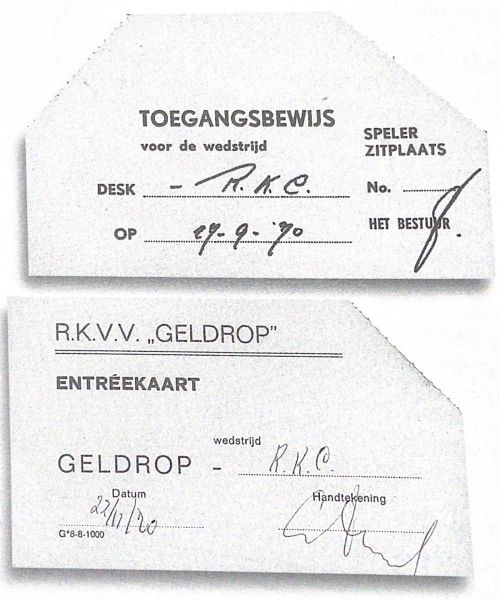 TOEGANGSBEWIJS
voor de wedstrijd
SPELER
ZITPLAATS
DESK - R.K.C. No.
OP 27-9-'70 HET BESTUUR
R.K.V.V. „GELDROP”
ENTRÉEKAART
wedstrijd
GELDROP - R.K.C.
Datum Handtekening
22/11/70
G*8-8-1000